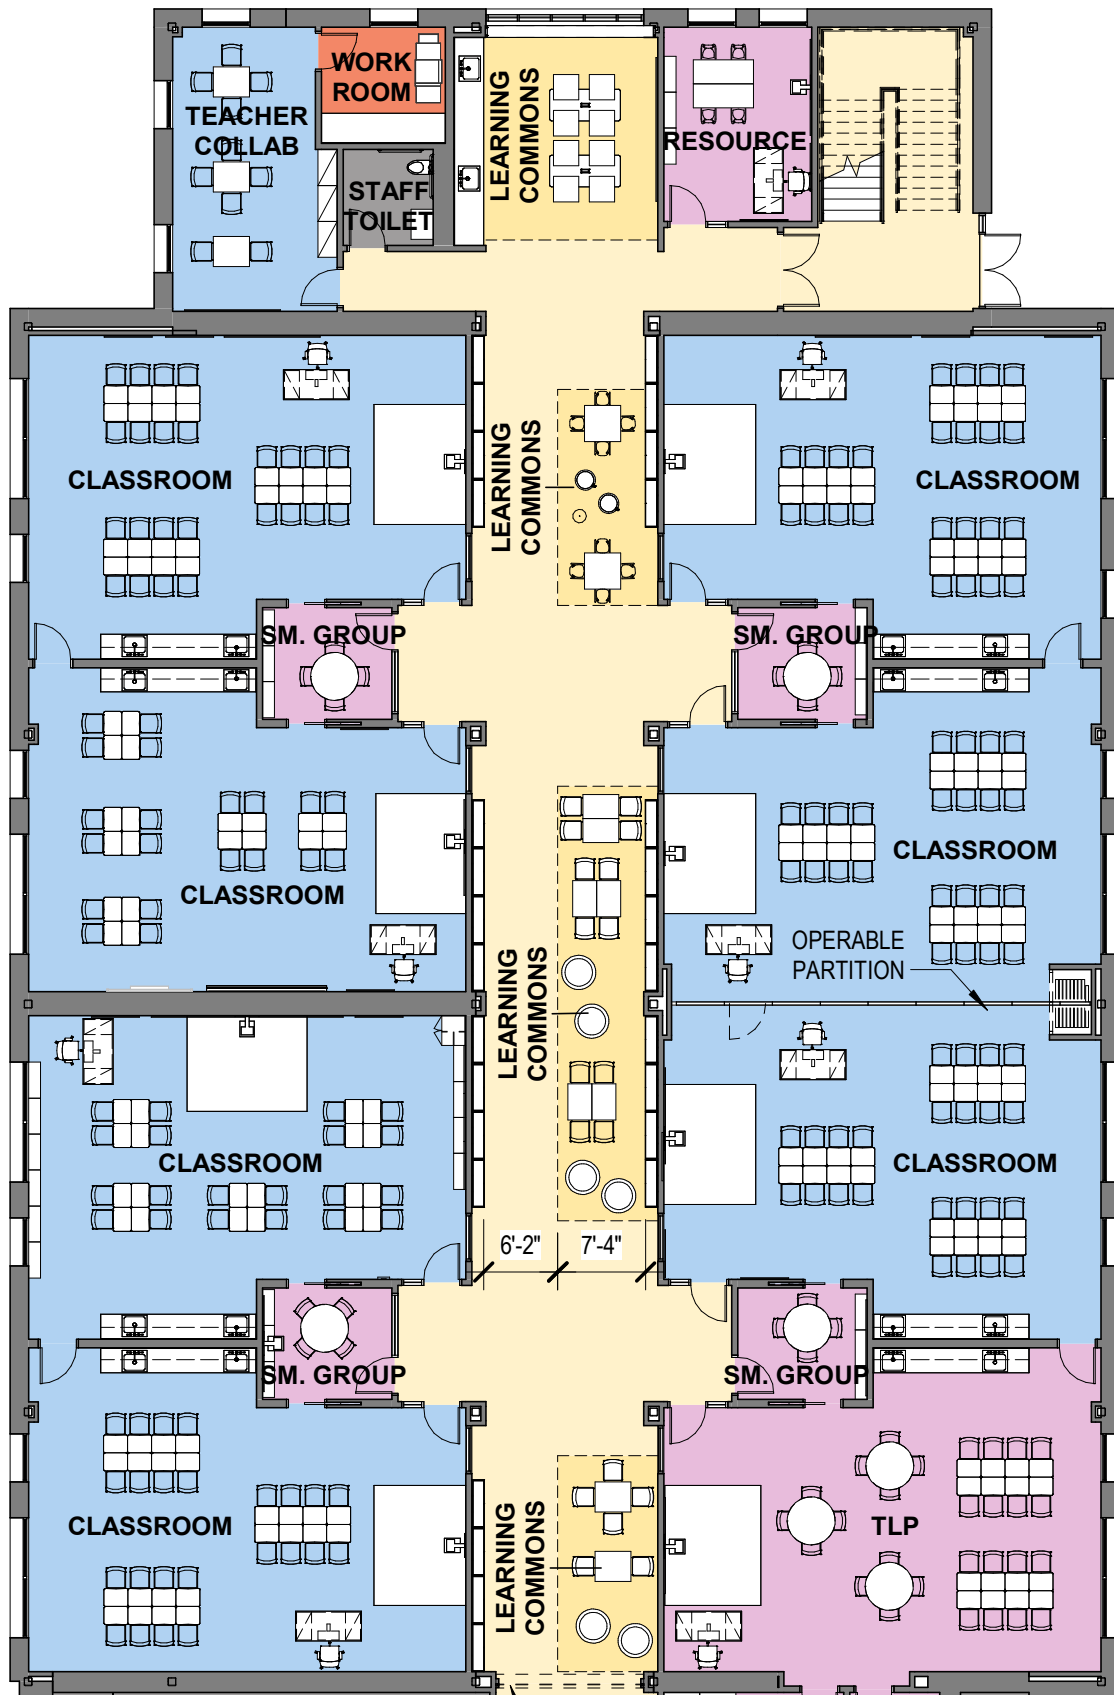 WORK
ROOM
TEACHER
COLLAB
LEARNING
COMMONS
RESOURCE
STAFF
TOILET
CLASSROOM
LEARNING
COMMONS
CLASSROOM
SM. GROUP
SM. GROUP
CLASSROOM
CLASSROOM
OPERABLE
PARTITION
LEARNING
COMMONS
CLASSROOM
CLASSROOM
6'-2"
7'-4"
SM. GROUP
SM. GROUP
CLASSROOM
LEARNING
COMMONS
TLP